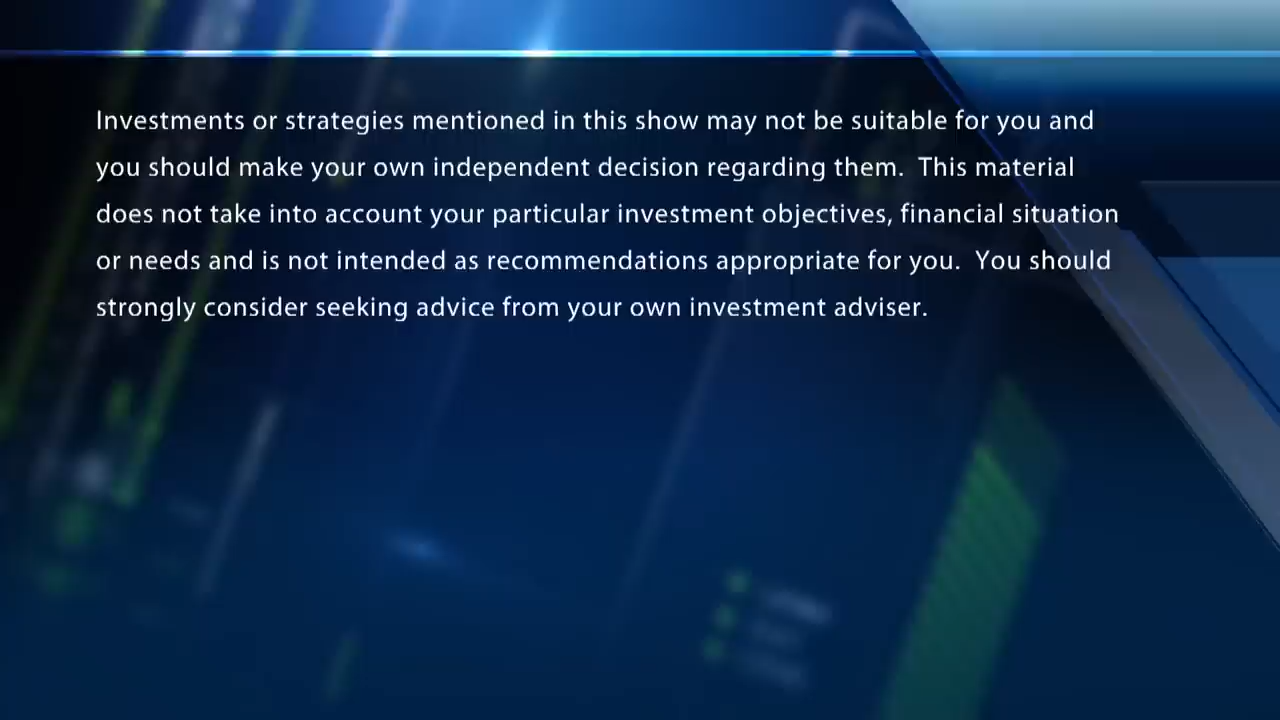 Investments or strategies mentioned in this show may not be suitable for you and
you should make your own independent decision regarding them.  This material
does not take into account your particular investment objectives, financial situation
or needs and is not intended as recommendations appropriate for you.  You should
strongly consider seeking advice from your own investment adviser.